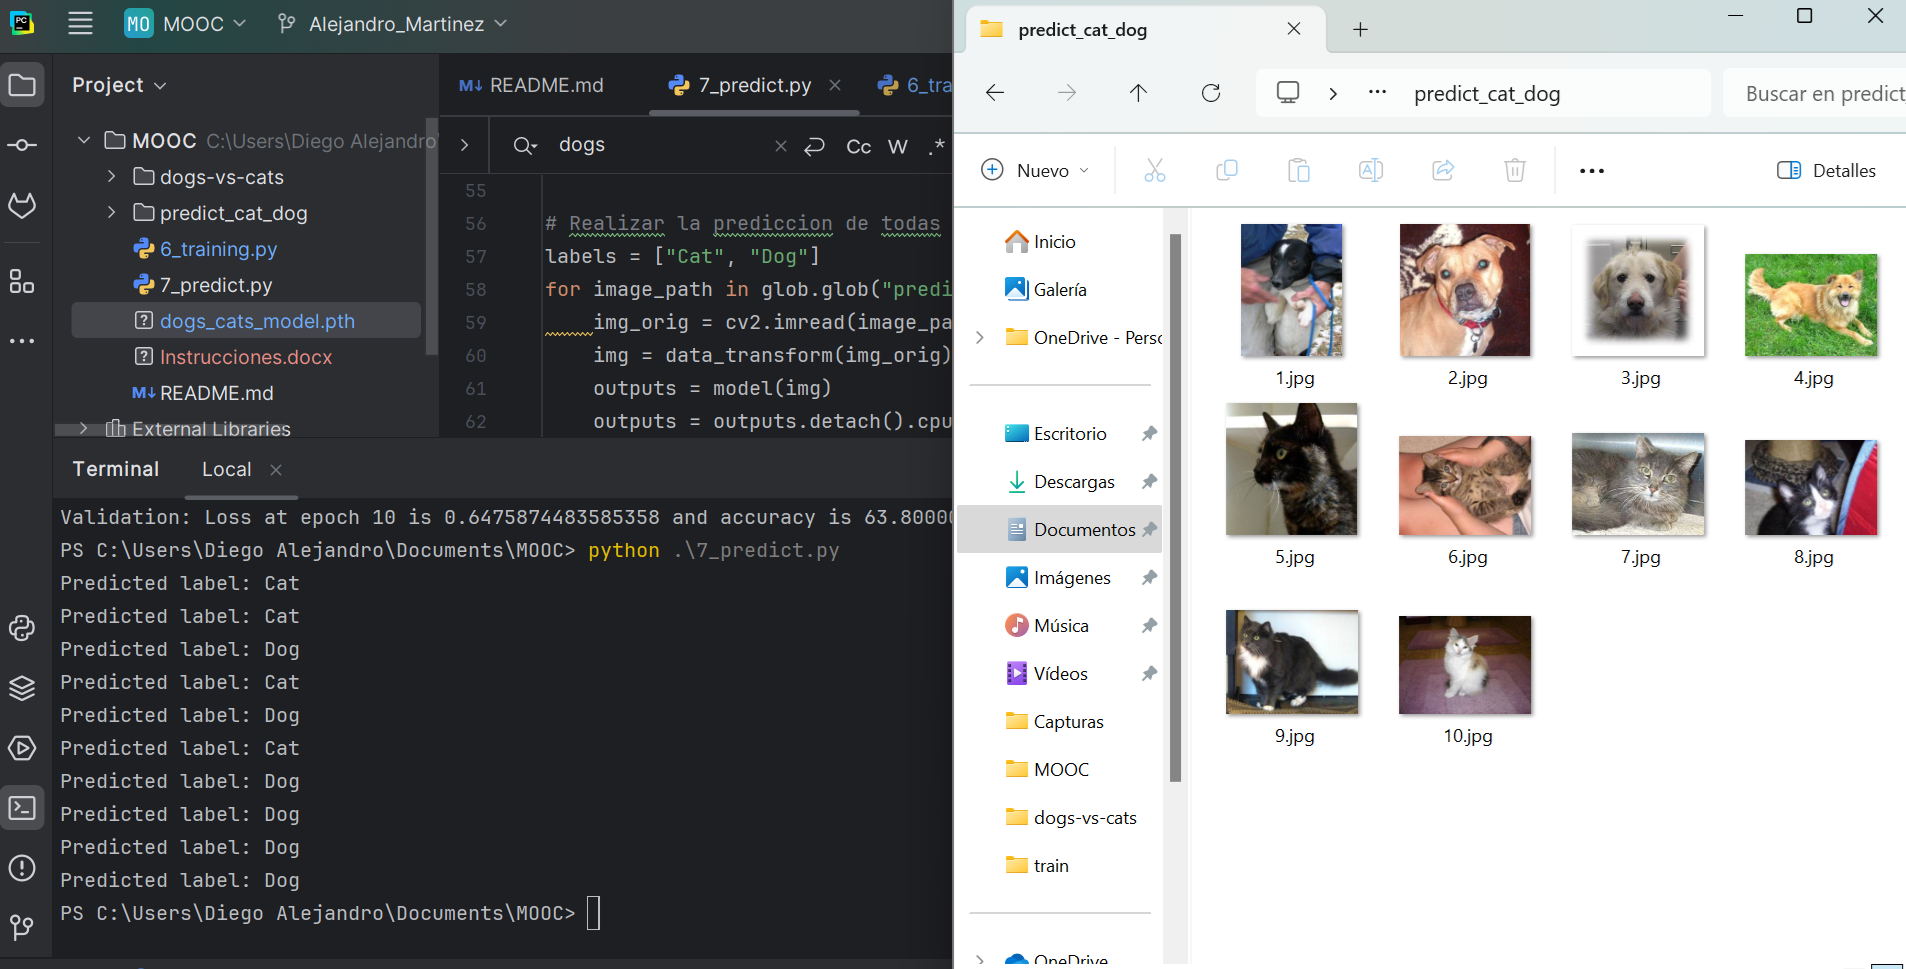 MO MOOC Alejandro_Martinez
Project
MOOC C:\Users\Diego Alejandro
dogs-vs-cats
predict_cat_dog
6_training.py
7_predict.py
dogs_cats_model.pth
Instrucciones.docx
README.md
External Libraries
README.md 7_predict.py 6_tra
dogs Cc W .*
55
56 # Realizar la prediccion de todas
57 labels = ["Cat", "Dog"]
58 for image_path in glob.glob("predi
59 img_orig = cv2.imread(image_pa
60 img = data_transform(img_orig)
61 outputs = model(img)
62 outputs = outputs.detach().cpu
Terminal Local
Validation: Loss at epoch 10 is 0.6475874483585358 and accuracy is 63.8000
PS C:\Users\Diego Alejandro\Documents\MOOC> python .\7_predict.py
Predicted label: Cat
Predicted label: Cat
Predicted label: Dog
Predicted label: Cat
Predicted label: Dog
Predicted label: Cat
Predicted label: Dog
Predicted label: Dog
Predicted label: Dog
Predicted label: Dog
PS C:\Users\Diego Alejandro\Documents\MOOC>
predict_cat_dog
predict_cat_dog
Buscar en predict
Nuevo
Detalles
Inicio
Galería
OneDrive - Perso
Escritorio
Descargas
Documentos
Imágenes
Música
Vídeos
Capturas
MOOC
dogs-vs-cats
train
OneDrive
1.jpg 2.jpg 3.jpg 4.jpg
5.jpg 6.jpg 7.jpg 8.jpg
9.jpg 10.jpg